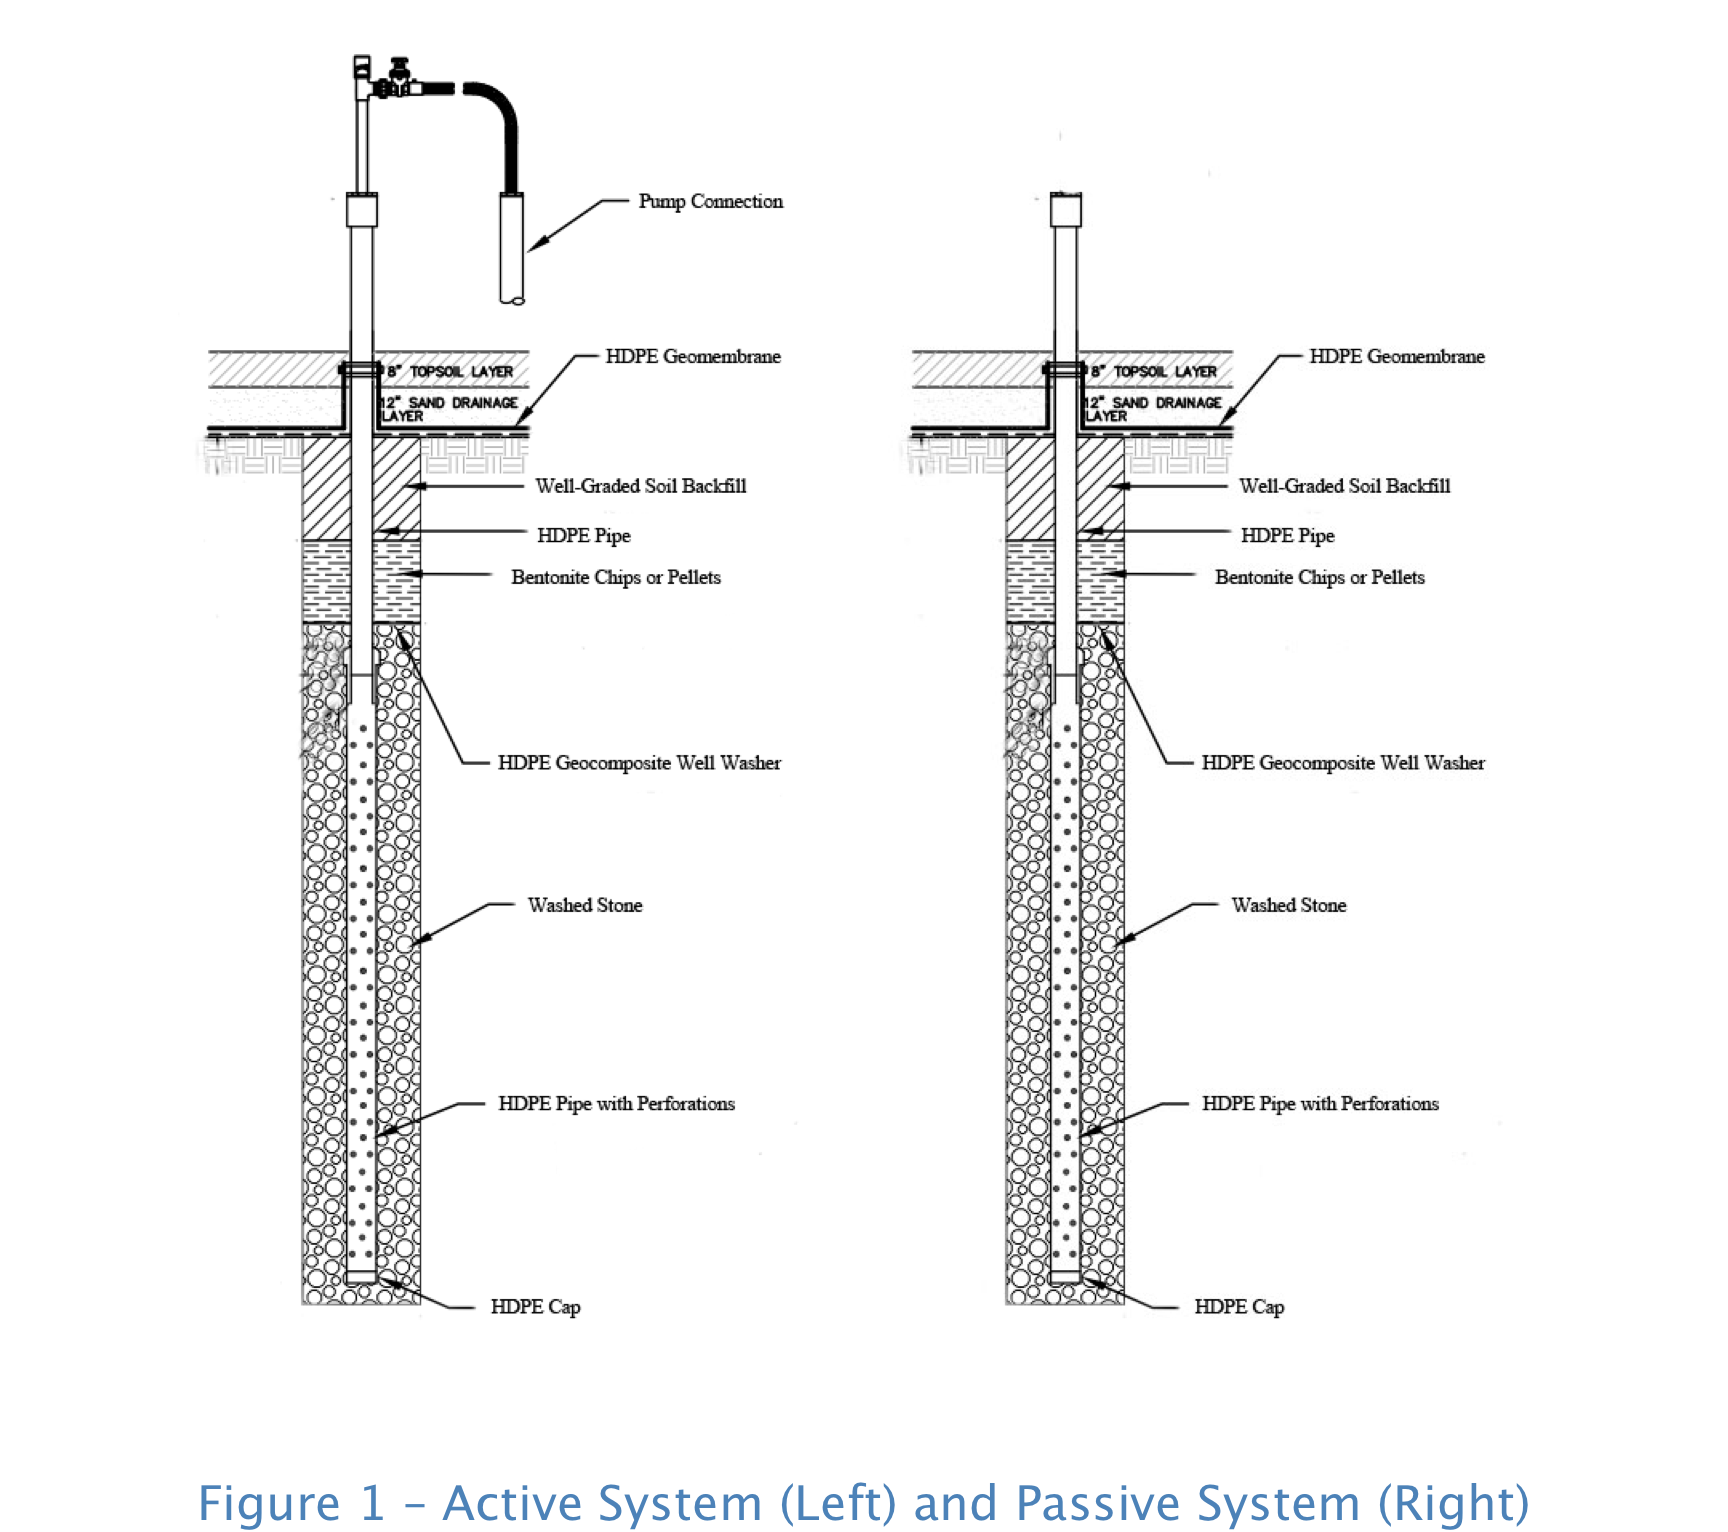 Pump Connection
HDPE Geomembrane
8" TOPSOIL LAYER
12" SAND DRAINAGE
LAYER
Well-Graded Soil Backfill
HDPE Pipe
Bentonite Chips or Pellets
HDPE Geocomposite Well Washer
Washed Stone
HDPE Pipe with Perforations
HDPE Cap
HDPE Geomembrane
8" TOPSOIL LAYER
12" SAND DRAINAGE
LAYER
Well-Graded Soil Backfill
HDPE Pipe
Bentonite Chips or Pellets
HDPE Geocomposite Well Washer
Washed Stone
HDPE Pipe with Perforations
HDPE Cap
Figure 1 – Active System (Left) and Passive System (Right)